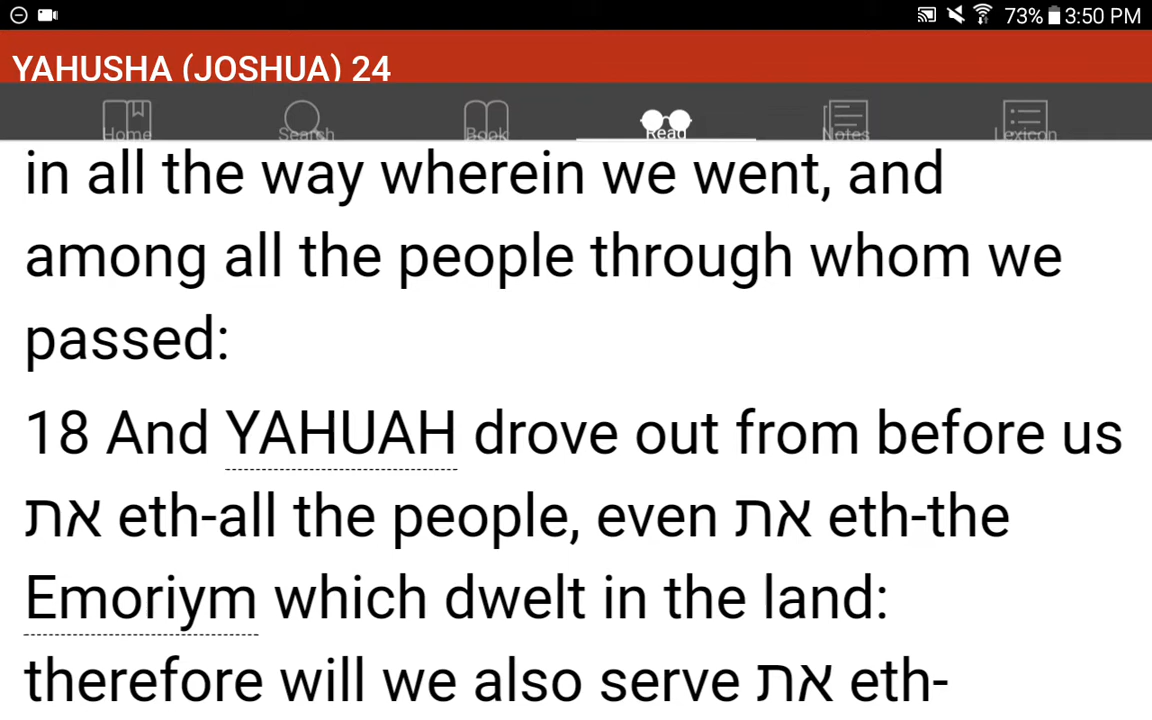 73% 3:50 PM
YAHUSHA (JOSHUA) 24
Home Search Book Read Notes Lexicon
in all the way wherein we went, and
among all the people through whom we
passed:
18 And YAHUAH drove out from before us
את eth-all the people, even את eth-the
Emoriym which dwelt in the land:
therefore will we also serve את eth-